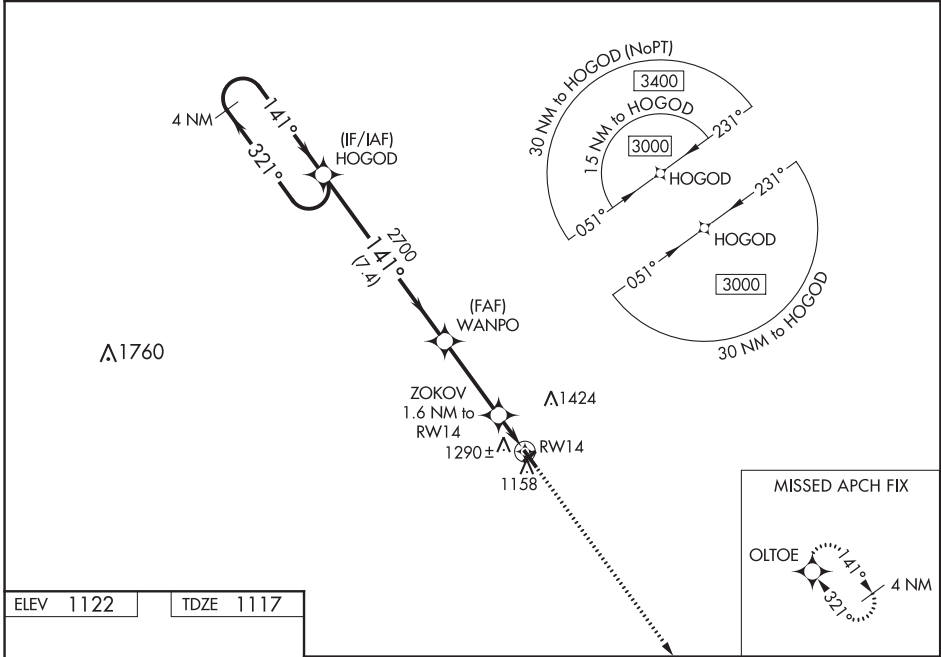 4 NM
141°
321°
(IF/IAF)
HOGOD
2700
141°
(7.4)
(FAF)
WANPO
1760
ZOKOV
1.6 NM to
RW14
1424
1290 ±
RW14
1158
30 NM to HOGOD (NoPT)
3400
15 NM to HOGOD
3000
231°
HOGOD
051°
231°
HOGOD
051°
3000
30 NM to HOGOD
MISSED APCH FIX
OLTOE
141°
4 NM
321°
ELEV 1122
TDZE 1117